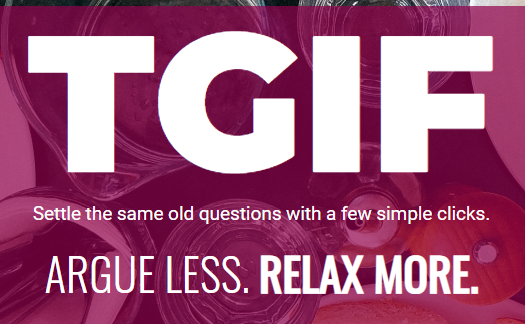 TGIF
Settle the same old questions with a few simple clicks.
ARGUE LESS. RELAX MORE.